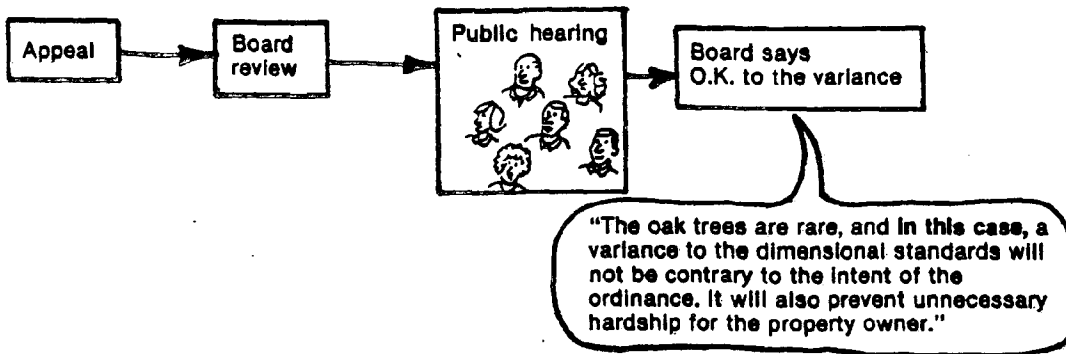 Appeal
Board
review
Public hearing
Board says
O.K. to the variance
"The oak trees are rare, and in this case, a
variance to the dimensional standards will
not be contrary to the intent of the
ordinance. It will also prevent unnecessary
hardship for the property owner."